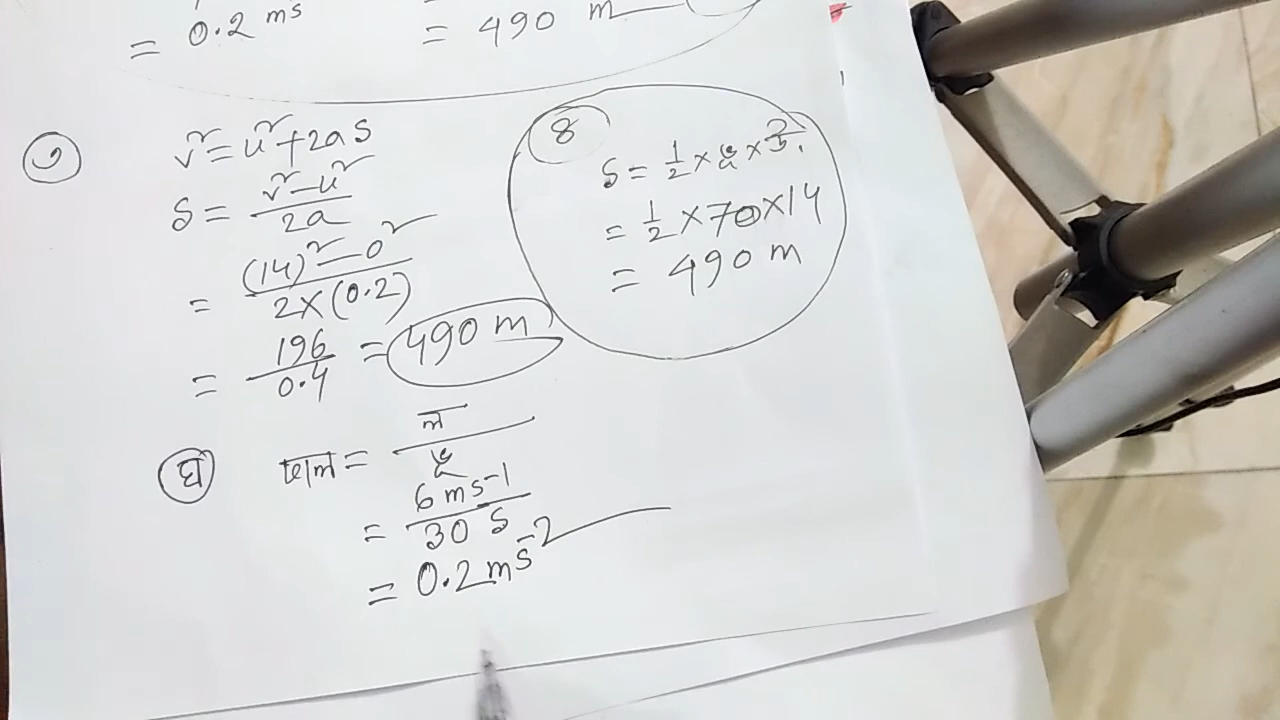 = 0.2 ms
= 490 m
৩
v² = u² + 2as
s = v² - u² / 2a
= (14)² - 0² / 2 × (0.2)
= 196 / 0.4 = 490 m
8
s = 1/2 × ভূ ×
= 1/2 × 70 × 14
= 490 m
ঘ ঢাল = ল / ভূ
= 6 ms-1 / 30 s
= 0.2 ms-2